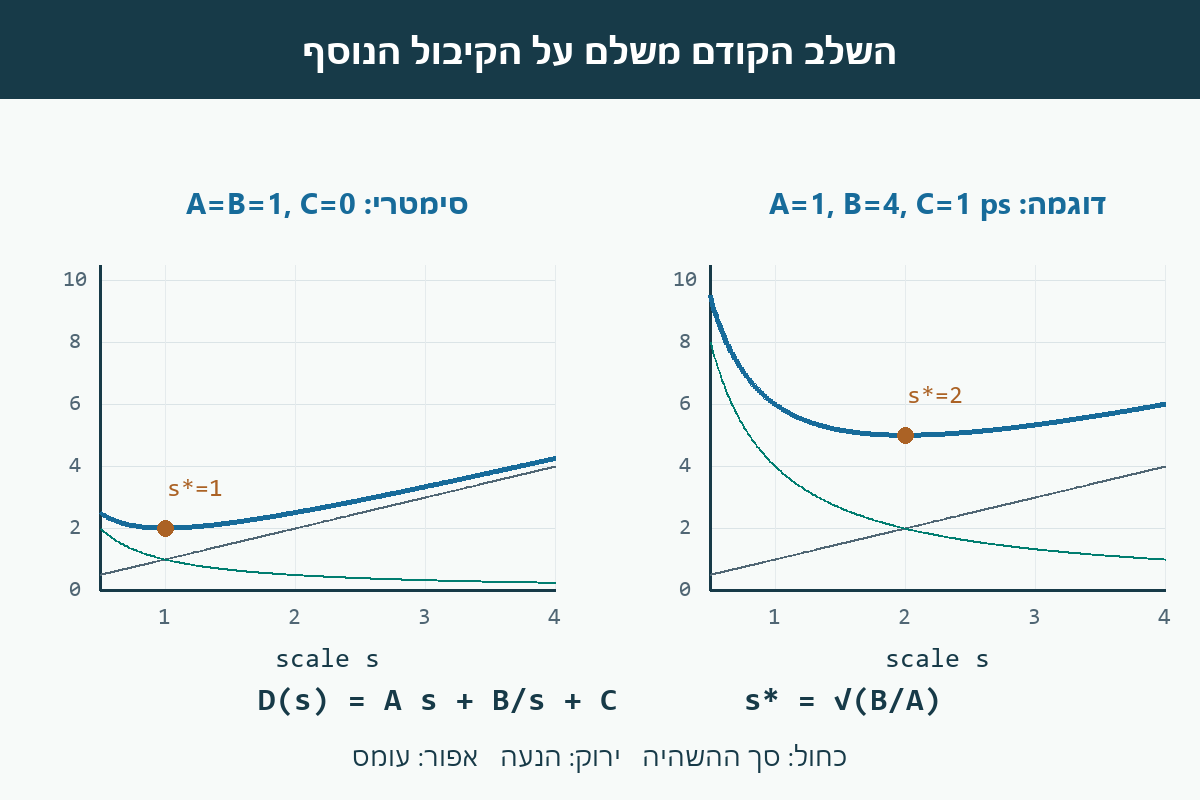 השלב הקודם משלם על הקיבול הנוסף
סימטרי: A=B=1, C=0
10
8
6
4
2
0
s*=1
1 2 3 4
scale s
דוגמה: A=1, B=4, C=1 ps
10
8
6
4
2
0
s*=2
1 2 3 4
scale s
D(s) = A s + B/s + C
s* = √(B/A)
כחול: סך ההשהיה   ירוק: הנעה   אפור: עומס